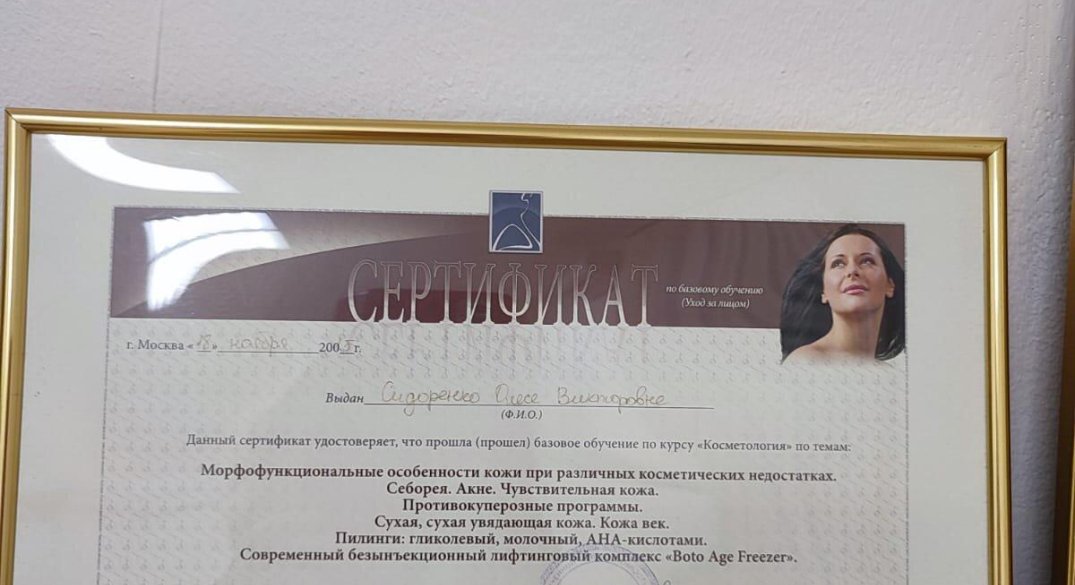 СЕРТИФИКАТ
по базовому обучению
(Уход за лицом)
г. Москва «18» ноября 2005 г.
Выдан Сидоренко Олесе Викторовне
(Ф.И.О.)
Данный сертификат удостоверяет, что прошла (прошел) базовое обучение по курсу «Косметология» по темам:
Морфофункциональные особенности кожи при различных косметических недостатках.
Себорея. Акне. Чувствительная кожа.
Противокуперозные программы.
Сухая, сухая увядающая кожа. Кожа век.
Пилинги: гликолевый, молочный, АНА-кислотами.
Современный безынъекционный лифтинговый комплекс «Boto Age Freezer».